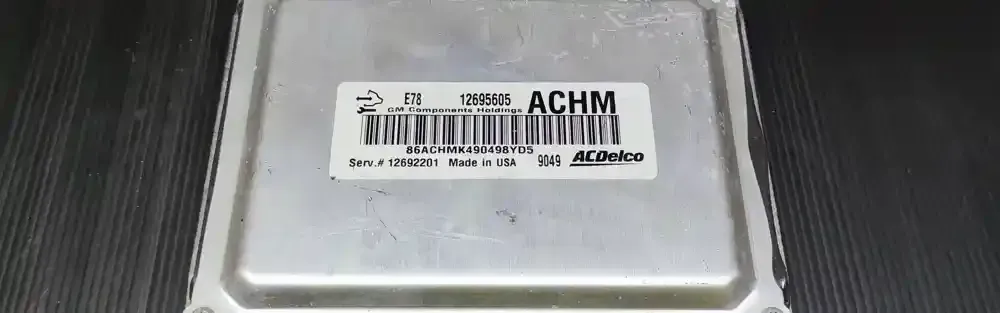 E78 12695605 ACHM
GM Components Holdings
86ACHMK490498YD5
Serv.# 12692201 Made in USA 9049 ACDelco